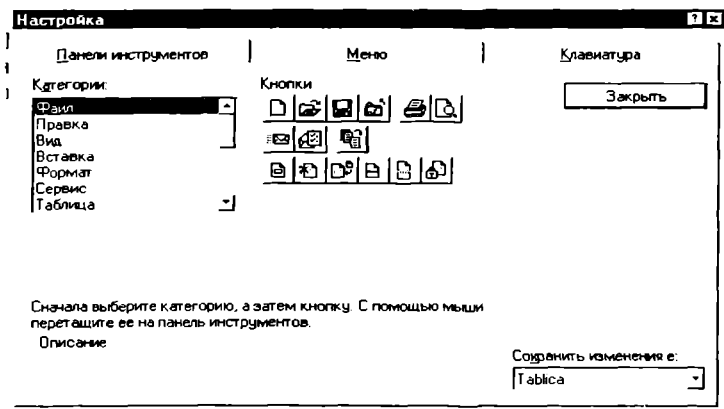 Настройка
Панели инструментов
Меню
Клавиатура
Категории:
Кнопки
Закрыть
Фаил
Правка
Вид
Вставка
Формат
Сервис
Таблица
Сначала выберите категорию, а затем кнопку. С помощью мыши
перетащите ее на панель инструментов.
Описание
Сохранить изменения в:
Tablica